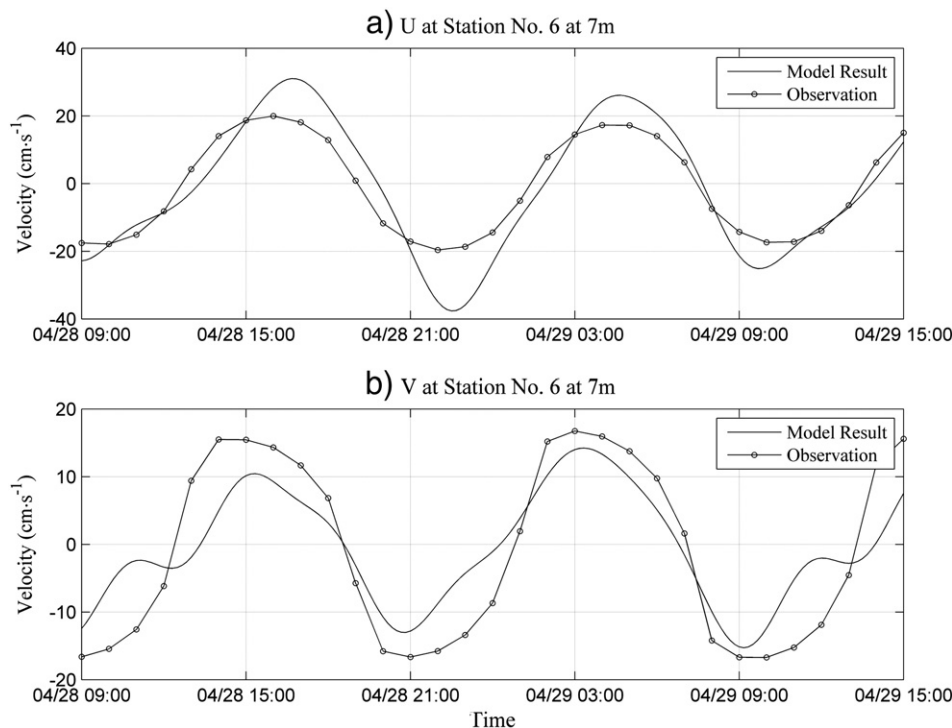 a) U at Station No. 6 at 7m
40
20
0
-20
-40
Velocity (cm·s-1)
Model Result
Observation
04/28 09:00
04/28 15:00
04/28 21:00
04/29 03:00
04/29 09:00
04/29 15:00
b) V at Station No. 6 at 7m
20
10
0
-10
-20
Velocity (cm·s-1)
Model Result
Observation
04/28 09:00
04/28 15:00
04/28 21:00
04/29 03:00
04/29 09:00
04/29 15:00
Time